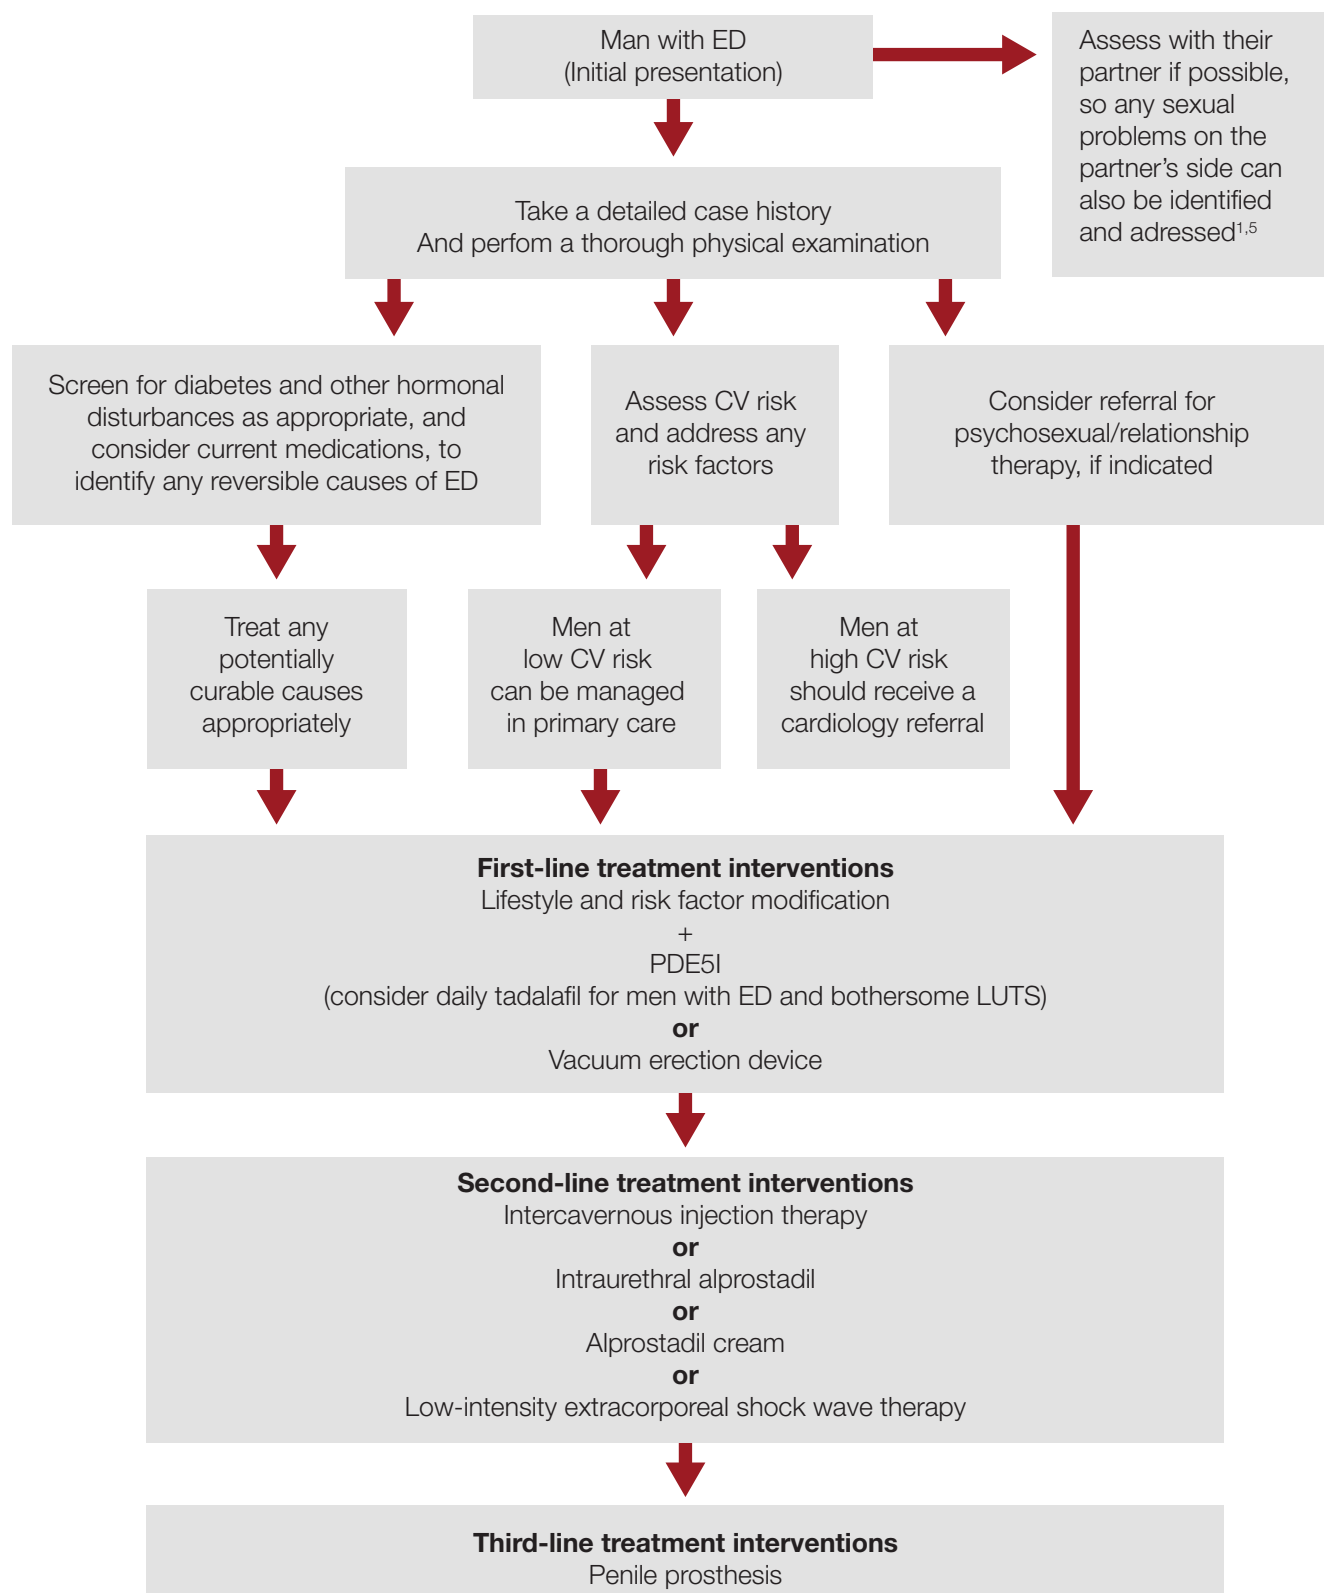 Man with ED
(Initial presentation)
Assess with their
partner if possible,
so any sexual
problems on the
partner’s side can
also be identified
and adressed1,5
Take a detailed case history
And perfom a thorough physical examination
Screen for diabetes and other hormonal
disturbances as appropriate, and
consider current medications, to
identify any reversible causes of ED
Assess CV risk
and address any
risk factors
Consider referral for
psychosexual/relationship
therapy, if indicated
Treat any
potentially
curable causes
appropriately
Men at
low CV risk
can be managed
in primary care
Men at
high CV risk
should receive a
cardiology referral
First-line treatment interventions
Lifestyle and risk factor modification
+
PDE5I
(consider daily tadalafil for men with ED and bothersome LUTS)
or
Vacuum erection device
Second-line treatment interventions
Intercavernous injection therapy
or
Intraurethral alprostadil
or
Alprostadil cream
or
Low-intensity extracorporeal shock wave therapy
Third-line treatment interventions
Penile prosthesis